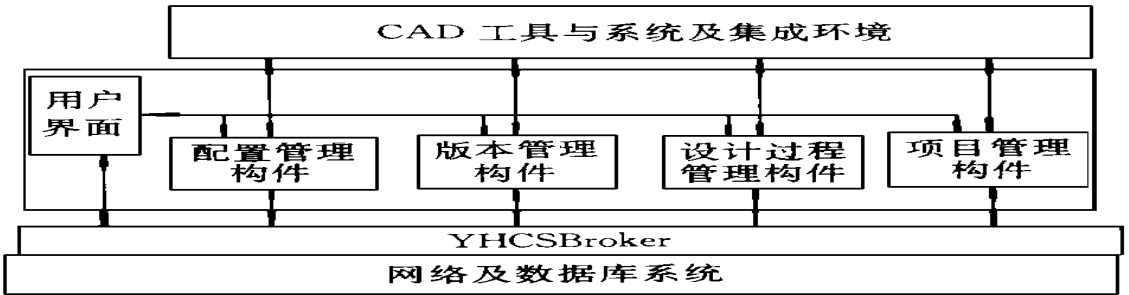 CAD 工具与系统及集成环境
用户
界面
配置管理
构件
版本管理
构件
设计过程
管理构件
项目管理
构件
YHCSBroker
网络及数据库系统